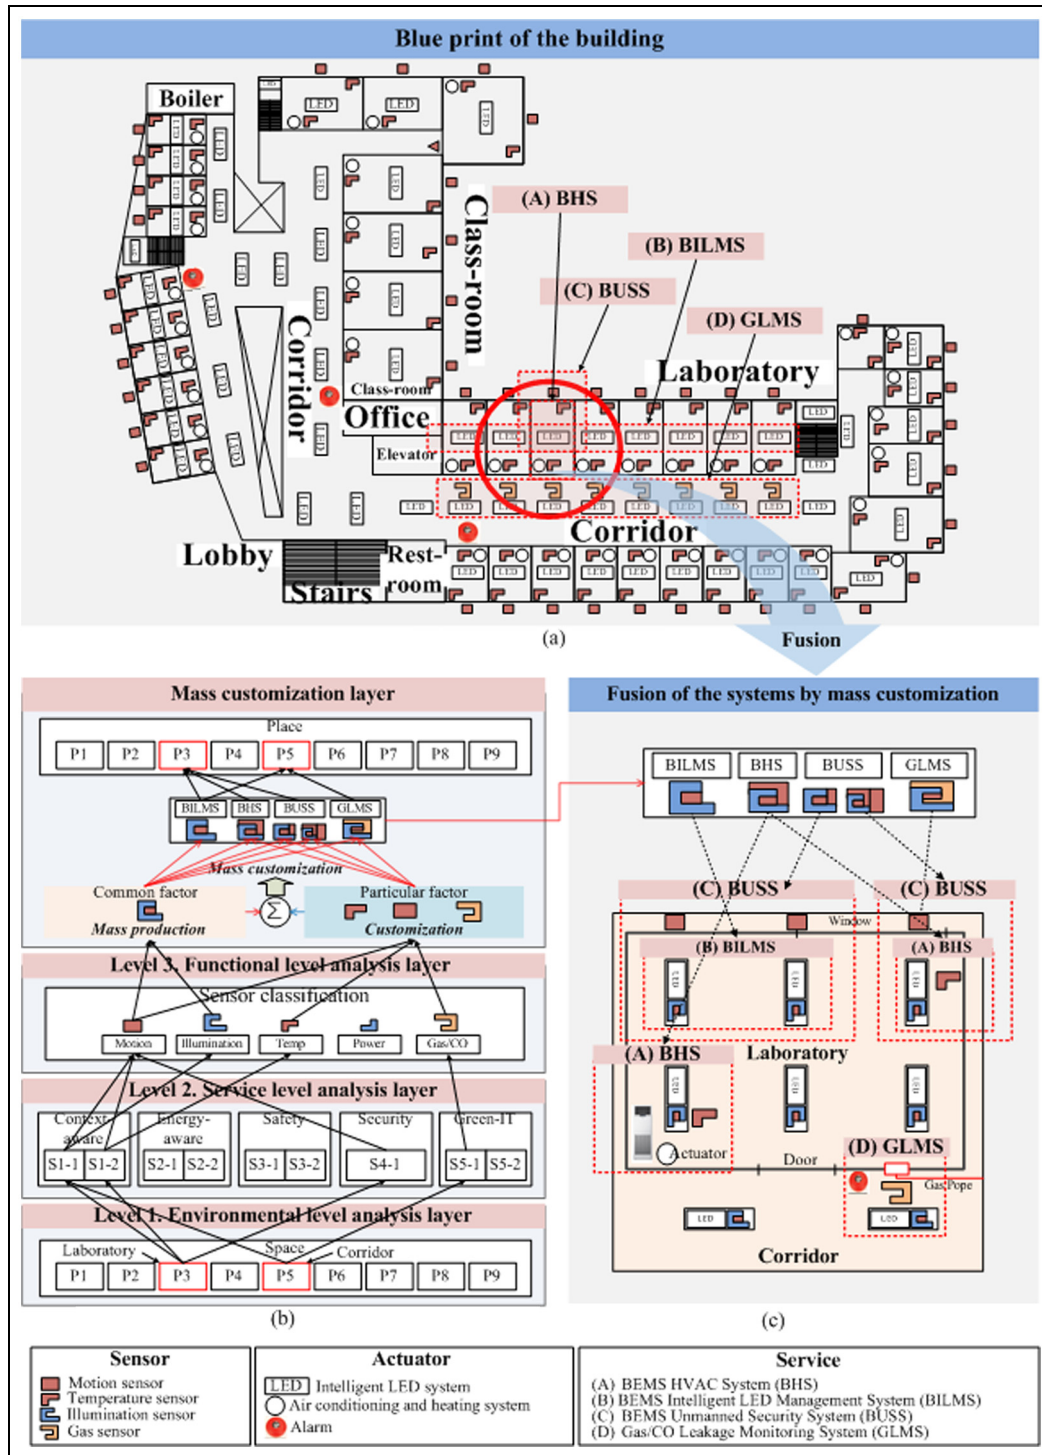 Blue print of the building
Boiler
LED
(A) BHS
(B) BILMS
(C) BUSS
(D) GLMS
Class-room
Corridor
Laboratory
Class-room
Office
Elevator
Corridor
Lobby
Rest-
room
Stairs
(a)
Fusion
Mass customization layer
Place
P1 P2 P3 P4 P5 P6 P7 P8 P9
BILMS BHS BUSS GLMS
Mass customization
Common factor
Mass production
Σ
Particular factor
Customization
Level 3. Functional level analysis layer
Sensor classification
Motion Illumination Temp Power Gas/CO
Level 2. Service level analysis layer
Context-
aware
Energy-
aware
Safety
Security
Green-IT
S1-1 S1-2 S2-1 S2-2 S3-1 S3-2 S4-1 S5-1 S5-2
Level 1. Environmental level analysis layer
Laboratory
Space
Corridor
P1 P2 P3 P4 P5 P6 P7 P8 P9
(b)
Fusion of the systems by mass customization
BILMS BHS BUSS GLMS
(C) BUSS
(C) BUSS
Window
(B) BILMS
(A) BHS
LED LED LED
(A) BHS
Laboratory
LED LED LED
Actuator
Door
(D) GLMS
Gas Pope
LED LED
Corridor
(c)
Sensor
Motion sensor
Temperature sensor
Illumination sensor
Gas sensor
Actuator
LED Intelligent LED system
Air conditioning and heating system
Alarm
Service
(A) BEMS HVAC System (BHS)
(B) BEMS Intelligent LED Management System (BILMS)
(C) BEMS Unmanned Security System (BUSS)
(D) Gas/CO Leakage Monitoring System (GLMS)